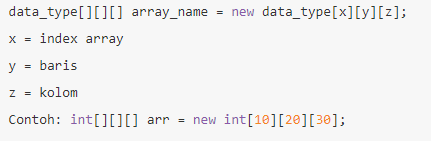 data_type[][][] array_name = new data_type[x][y][z];
x = index array
y = baris
z = kolom
Contoh: int[][][] arr = new int[10][20][30];